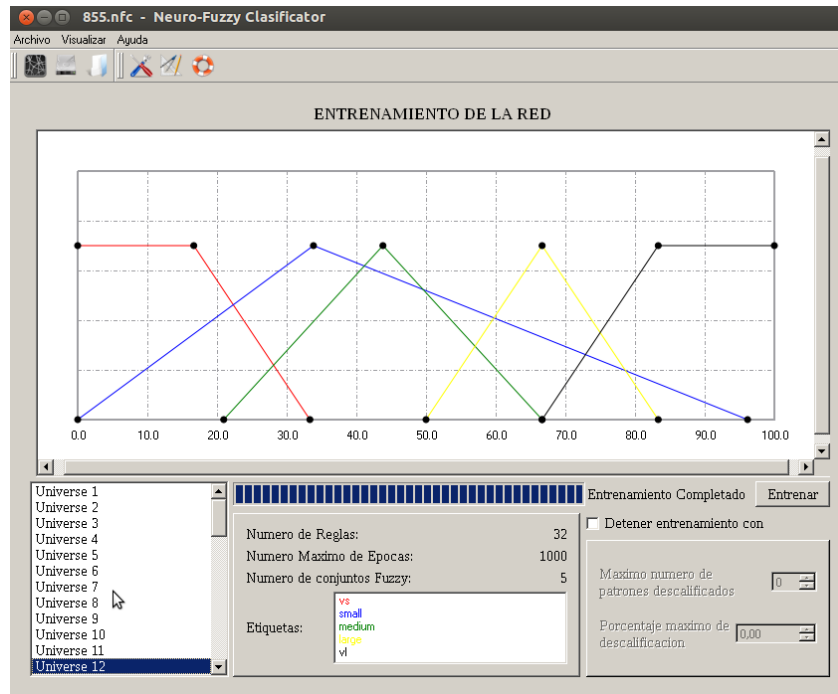 855.nfc - Neuro-Fuzzy Clasificator
Archivo Visualizar Ayuda
ENTRENAMIENTO DE LA RED
0.0 10.0 20.0 30.0 40.0 50.0 60.0 70.0 80.0 90.0 100.0
Universe 1
Universe 2
Universe 3
Universe 4
Universe 5
Universe 6
Universe 7
Universe 8
Universe 9
Universe 10
Universe 11
Universe 12
Entrenamiento Completado
Entrenar
Numero de Reglas: 32
Numero Maximo de Epocas: 1000
Numero de conjuntos Fuzzy: 5
Etiquetas:
vs
small
medium
large
vl
Detener entrenamiento con
Maximo numero de
patrones descalificados
0
Porcentaje maximo de
descalificacion
0,00